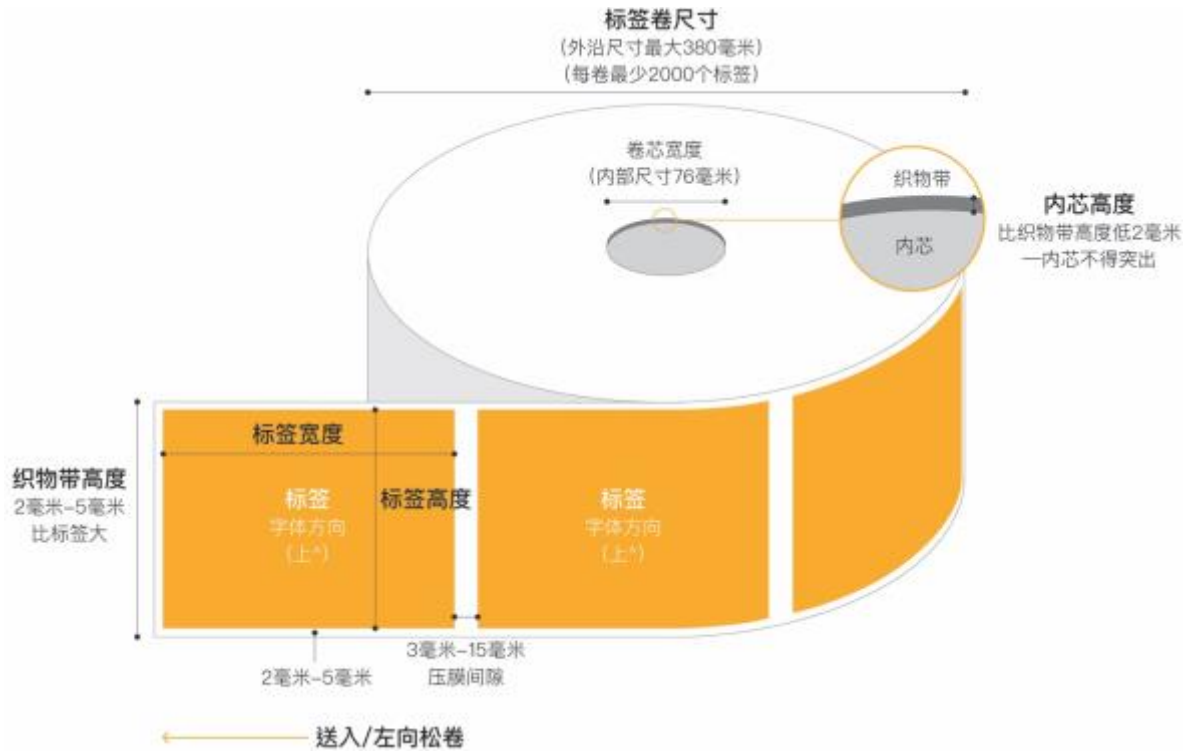 标签卷尺寸
(外沿尺寸最大380毫米)
(每卷最少2000个标签)
卷芯宽度
(内部尺寸76毫米)
织物带
内芯
内芯高度
比织物带高度低2毫米
—内芯不得突出
标签宽度
标签高度
织物带高度
2毫米-5毫米
比标签大
标签
字体方向
(上^)
标签
字体方向
(上^)
2毫米-5毫米
3毫米-15毫米
压膜间隙
送入/左向松卷